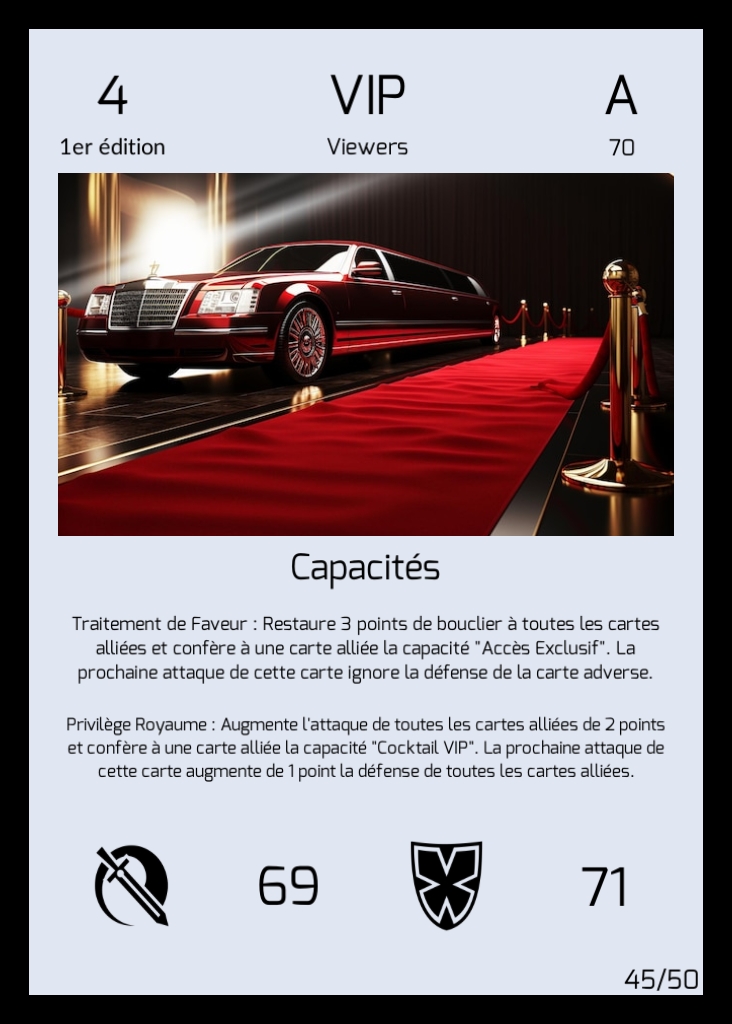 4 VIP A
1er édition Viewers 70
Capacités
Traitement de Faveur : Restaure 3 points de bouclier à toutes les cartes
alliées et confère à une carte alliée la capacité "Accès Exclusif". La
prochaine attaque de cette carte ignore la défense de la carte adverse.
Privilège Royaume : Augmente l'attaque de toutes les cartes alliées de 2 points
et confère à une carte alliée la capacité "Cocktail VIP". La prochaine attaque de
cette carte augmente de 1 point la défense de toutes les cartes alliées.
69 71
45/50